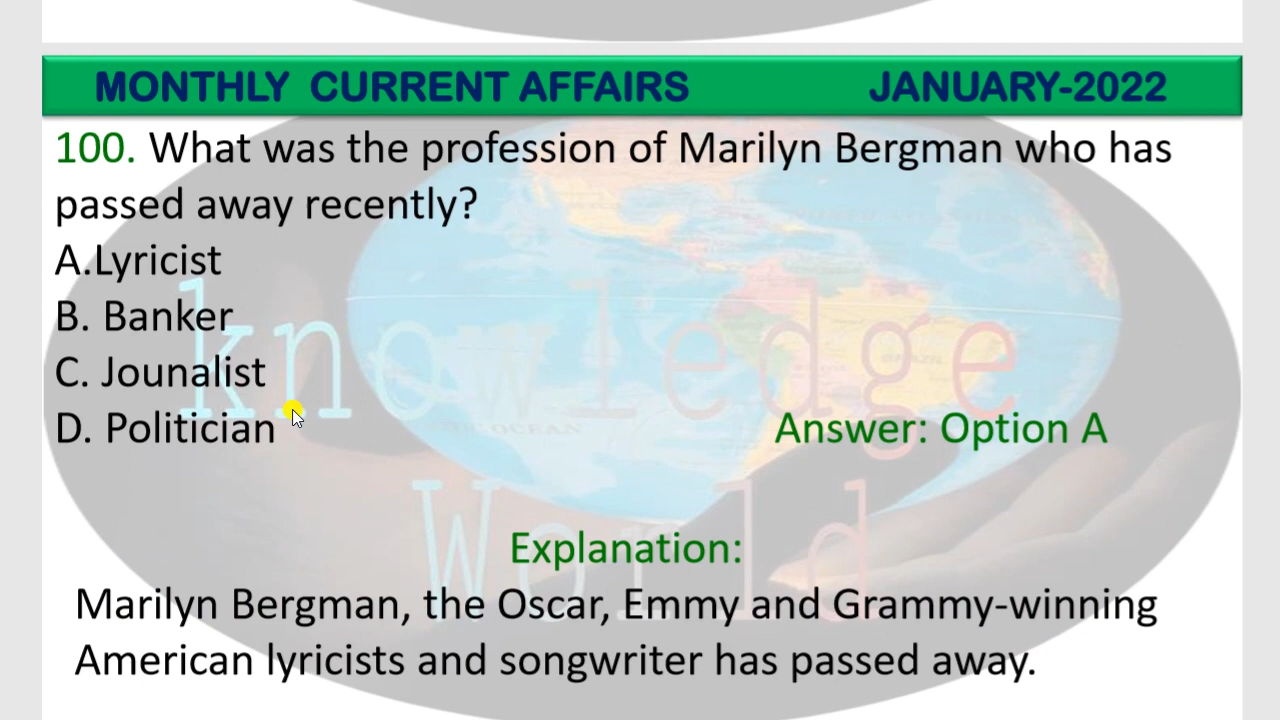 MONTHLY CURRENT AFFAIRS JANUARY-2022
100. What was the profession of Marilyn Bergman who has
passed away recently?
A.Lyricist
B. Banker
C. Jounalist
D. Politician Answer: Option A
Explanation:
Marilyn Bergman, the Oscar, Emmy and Grammy-winning
American lyricists and songwriter has passed away.
knowledge
World